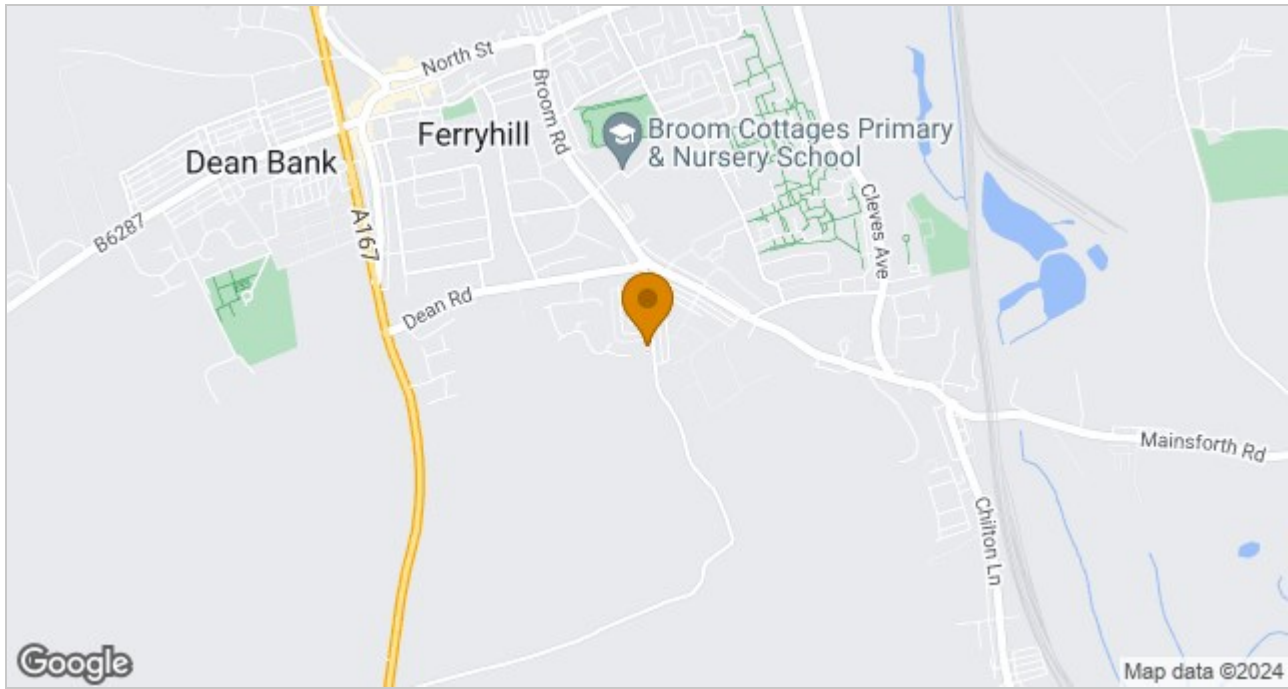 North St
Broom Rd
Ferryhill
Dean Bank
Broom Cottages Primary
& Nursery School
B6287
A167
Cleves Ave
Dean Rd
Mainsforth Rd
Chilton Ln
Google
Map data ©2024